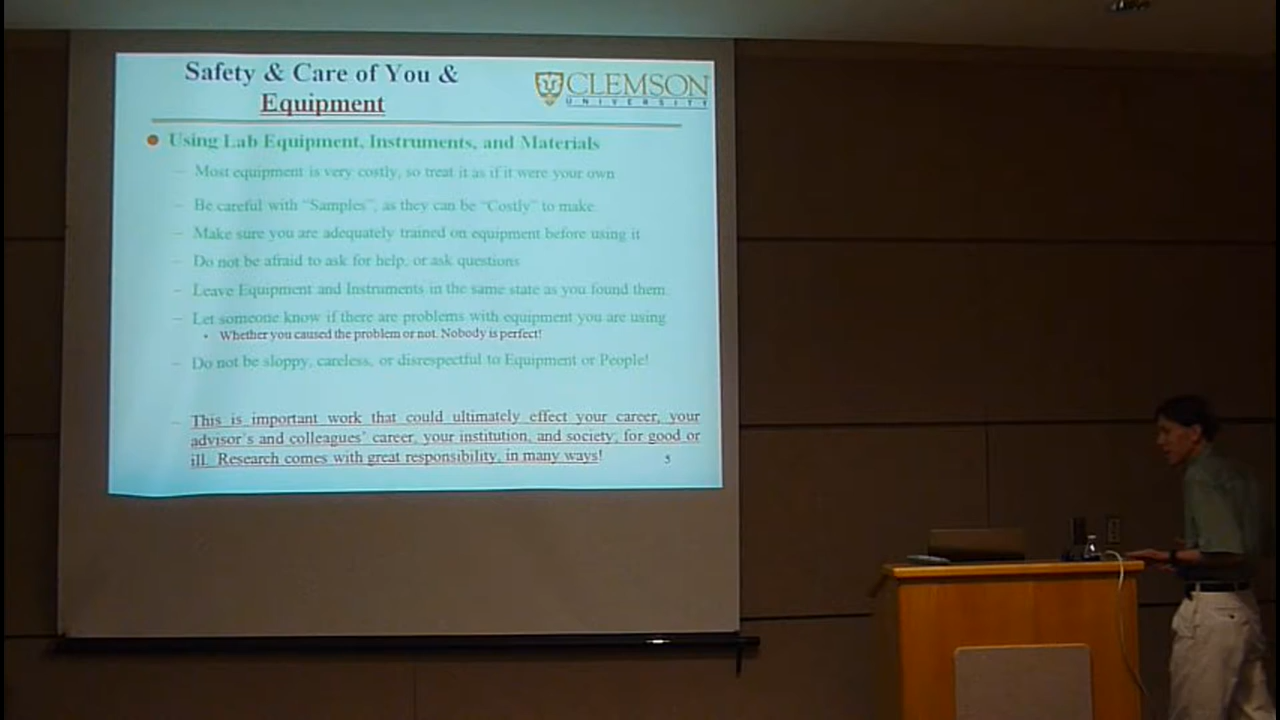 Safety & Care of You &
Equipment
CLEMSON
UNIVERSITY
Using Lab Equipment, Instruments, and Materials
– Most equipment is very costly, so treat it as if it were your own
– Be careful with "Samples", as they can be "Costly" to make
– Make sure you are adequately trained on equipment before using it
– Do not be afraid to ask for help, or ask questions
– Leave Equipment and Instruments in the same state as you found them
– Let someone know if there are problems with equipment you are using
• Whether you caused the problem or not. Nobody is perfect!
– Do not be sloppy, careless, or disrespectful to Equipment or People!
– This is important work that could ultimately effect your career, your
advisor's and colleagues' career, your institution, and society, for good or
ill. Research comes with great responsibility, in many ways!
5